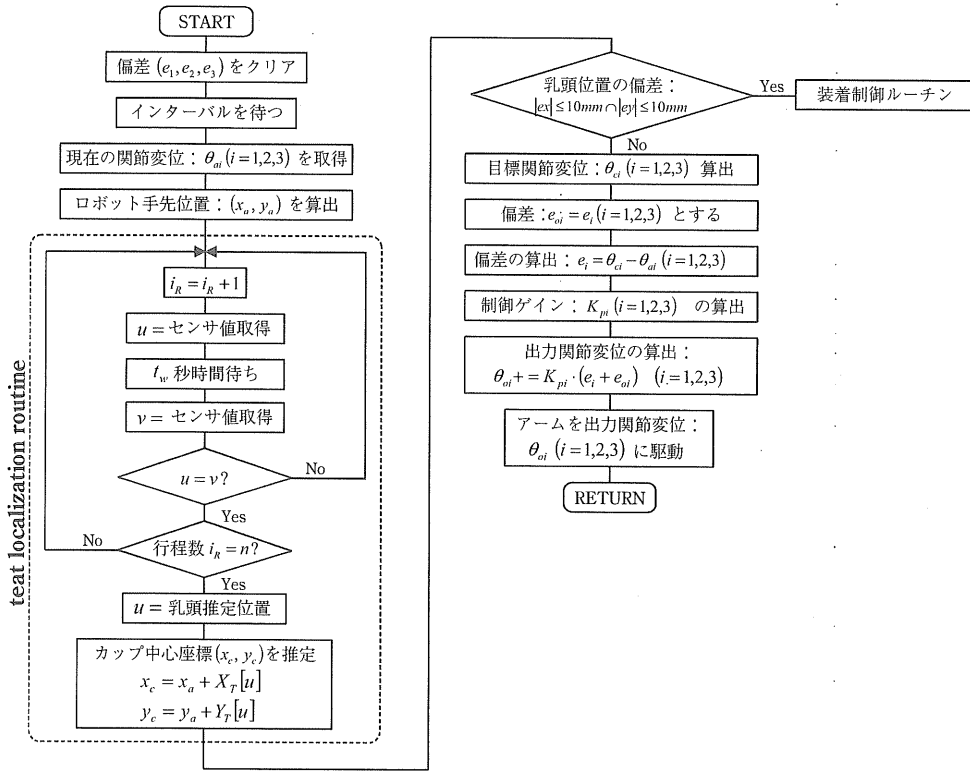 START
偏差 (e₁,e₂,e₃) をクリア
インターバルを待つ
現在の関節変位：θₐᵢ (i=1,2,3) を取得
ロボット手先位置：(xₐ, yₐ) を算出
teat localization routine
i_R = i_R +1
u = センサ値取得
t_w 秒時間待ち
v = センサ値取得
u = v?
No
Yes
行程数 i_R = n?
No
Yes
u = 乳頭推定位置
カップ中心座標(x_c, y_c)を推定
x_c = x_a + X_T[u]
y_c = y_a + Y_T[u]
乳頭位置の偏差：
|ex| ≤ 10mm ∩ |ey| ≤ 10mm
Yes
装着制御ルーチン
No
目標関節変位：θ_ci (i=1,2,3) 算出
偏差：e_oi = e_i (i=1,2,3) とする
偏差の算出：e_i = θ_ci − θ_ai (i=1,2,3)
制御ゲイン：K_pi (i=1,2,3) の算出
出力関節変位の算出：
θ_oi += K_pi · (e_i + e_oi) (i=1,2,3)
アームを出力関節変位：
θ_oi (i=1,2,3) に駆動
RETURN